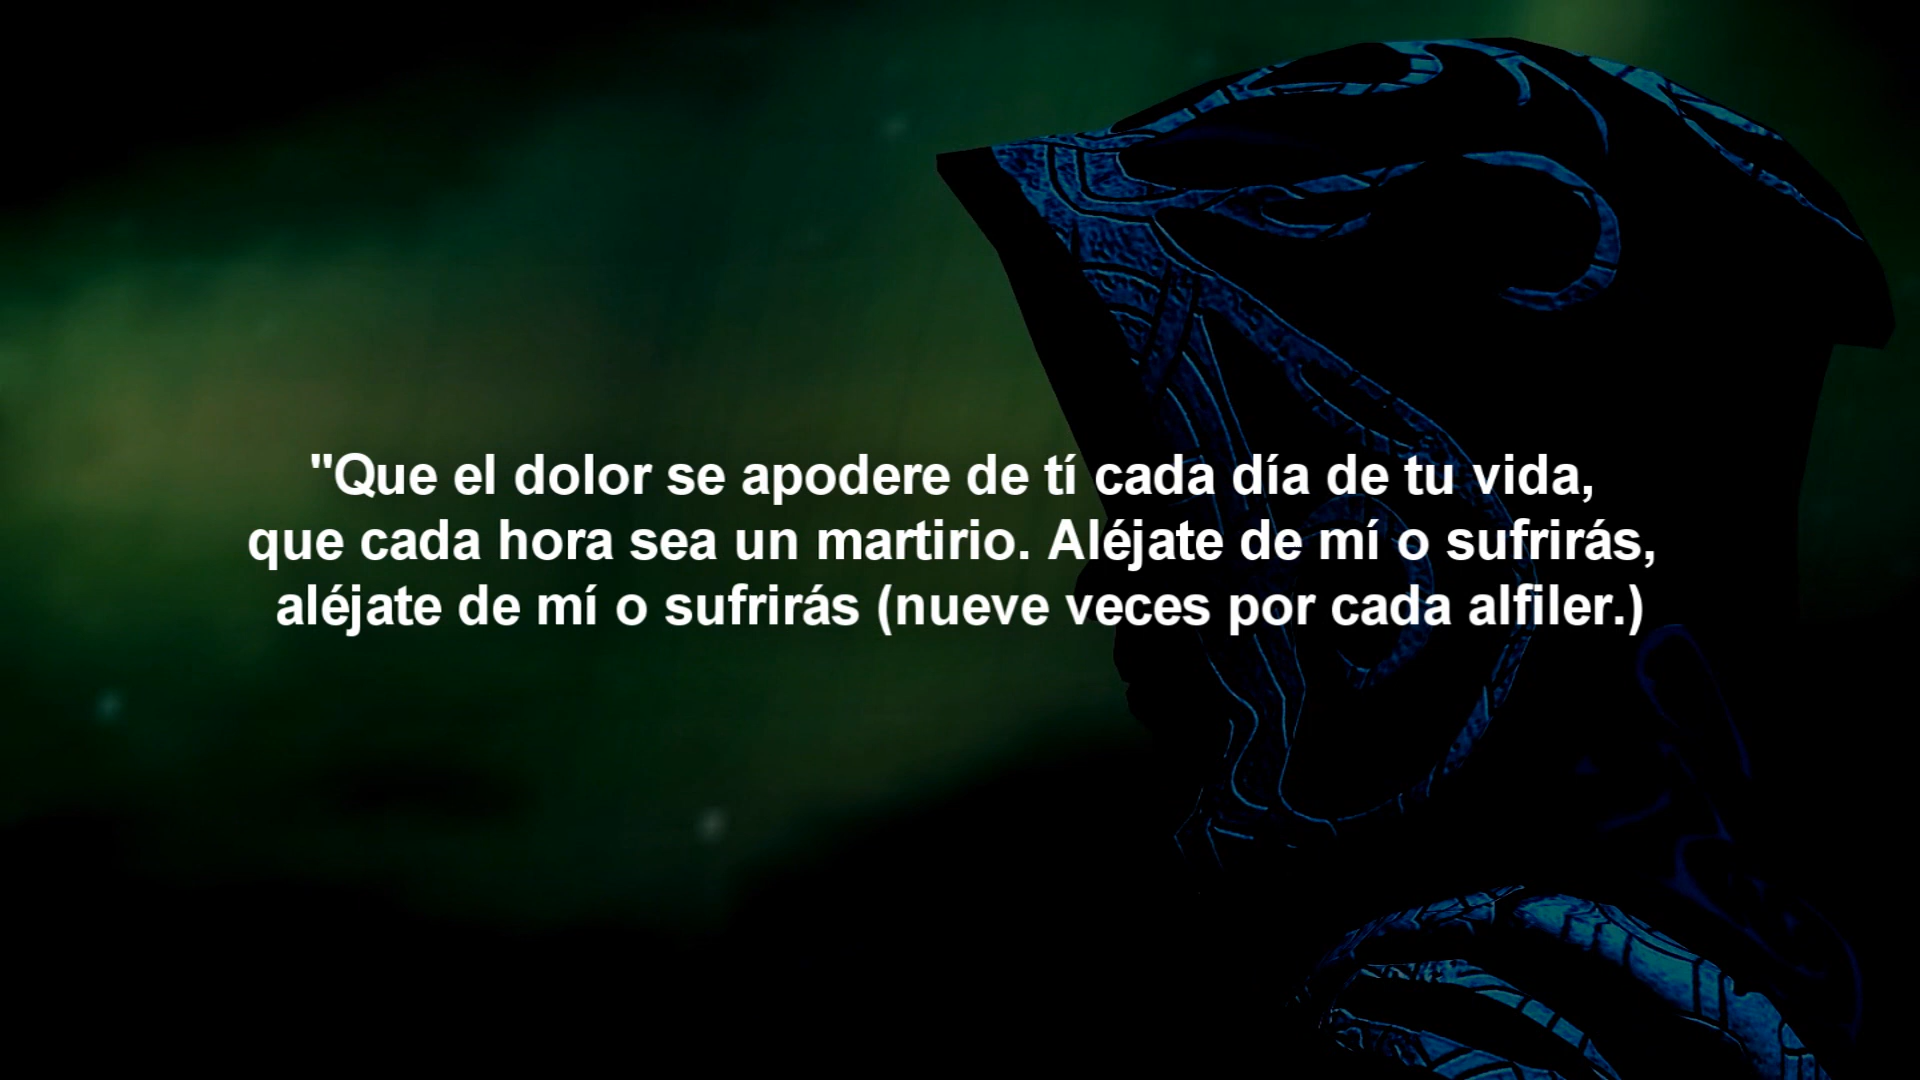 "Que el dolor se apodere de tí cada día de tu vida,
que cada hora sea un martirio. Aléjate de mí o sufrirás,
aléjate de mí o sufrirás (nueve veces por cada alfiler.)